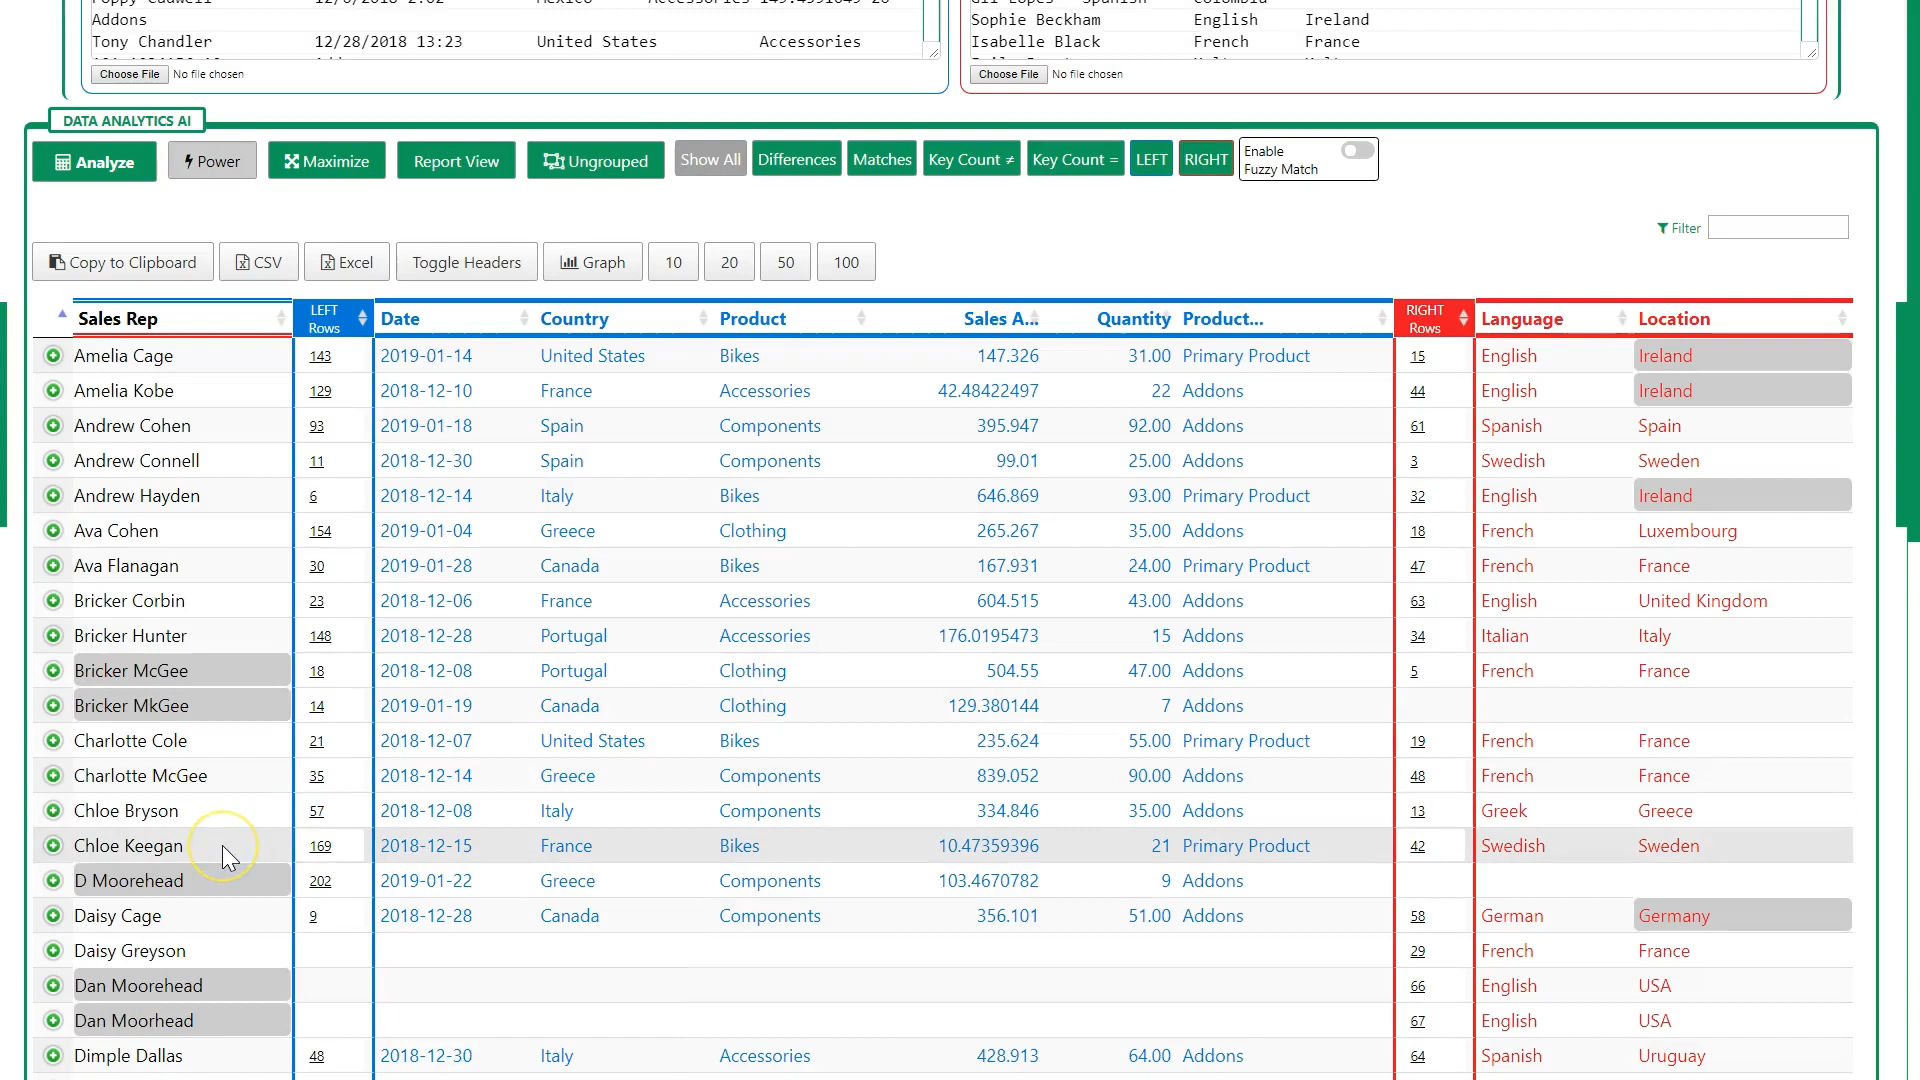 Addons
Tony Chandler 12/28/2018 13:23 United States Accessories
Choose File No file chosen
Sophie Beckham English Ireland
Isabelle Black French France
Choose File No file chosen
DATA ANALYTICS AI
Analyze Power Maximize Report View Ungrouped Show All Differences Matches Key Count ≠ Key Count = LEFT RIGHT Enable
Fuzzy Match
Filter
Copy to Clipboard CSV Excel Toggle Headers Graph 10 20 50 100
Sales Rep LEFT Rows Date Country Product Sales A... Quantity Product... RIGHT Rows Language Location
Amelia Cage 143 2019-01-14 United States Bikes 147.326 31.00 Primary Product 15 English Ireland
Amelia Kobe 129 2018-12-10 France Accessories 42.48422497 22 Addons 44 English Ireland
Andrew Cohen 93 2019-01-18 Spain Components 395.947 92.00 Addons 61 Spanish Spain
Andrew Connell 11 2018-12-30 Spain Components 99.01 25.00 Addons 3 Swedish Sweden
Andrew Hayden 6 2018-12-14 Italy Bikes 646.869 93.00 Primary Product 32 English Ireland
Ava Cohen 154 2019-01-04 Greece Clothing 265.267 35.00 Addons 18 French Luxembourg
Ava Flanagan 30 2019-01-28 Canada Bikes 167.931 24.00 Primary Product 47 French France
Bricker Corbin 23 2018-12-06 France Accessories 604.515 43.00 Addons 63 English United Kingdom
Bricker Hunter 148 2018-12-28 Portugal Accessories 176.0195473 15 Addons 34 Italian Italy
Bricker McGee 18 2018-12-08 Portugal Clothing 504.55 47.00 Addons 5 French France
Bricker MkGee 14 2019-01-19 Canada Clothing 129.380144 7 Addons
Charlotte Cole 21 2018-12-07 United States Bikes 235.624 55.00 Primary Product 19 French France
Charlotte McGee 35 2018-12-14 Greece Components 839.052 90.00 Addons 48 French France
Chloe Bryson 57 2018-12-08 Italy Components 334.846 35.00 Addons 13 Greek Greece
Chloe Keegan 169 2018-12-15 France Bikes 10.47359396 21 Primary Product 42 Swedish Sweden
D Moorehead 202 2019-01-22 Greece Components 103.4670782 9 Addons
Daisy Cage 9 2018-12-28 Canada Components 356.101 51.00 Addons 58 German Germany
Daisy Greyson 29 French France
Dan Moorehead 66 English USA
Dan Moorhead 67 English USA
Dimple Dallas 48 2018-12-30 Italy Accessories 428.913 64.00 Addons 64 Spanish Uruguay